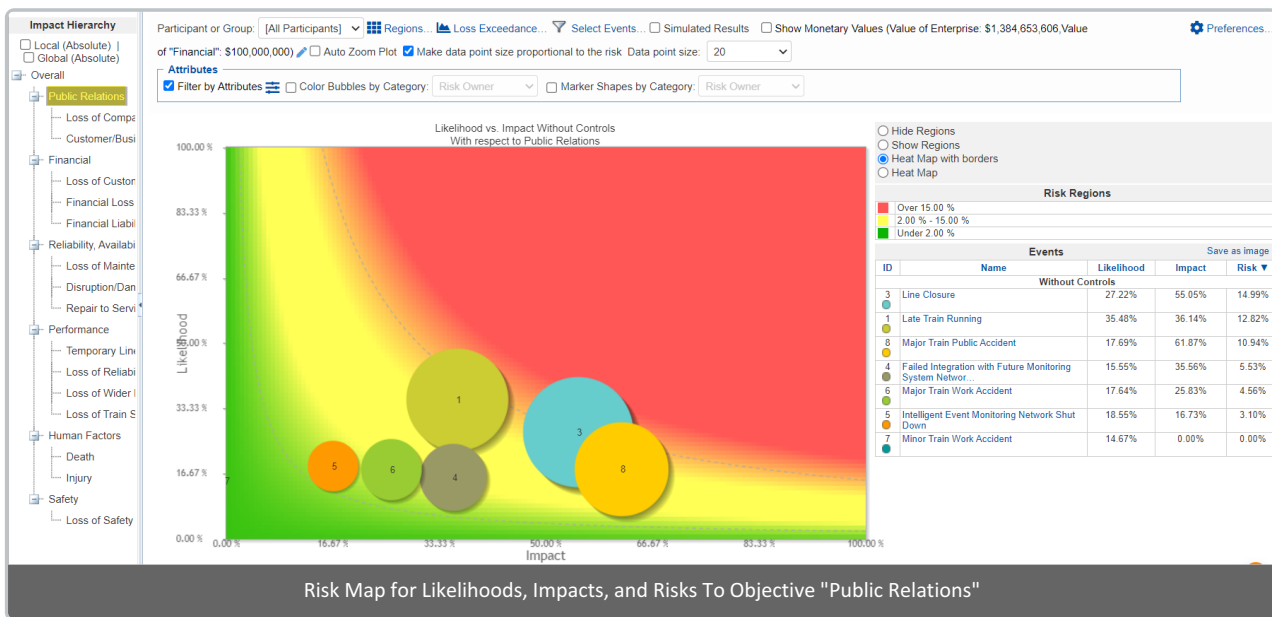 Impact Hierarchy
Local (Absolute) |
Global (Absolute)
Overall
Public Relations
Loss of Compa
Customer/Busi
Financial
Loss of Custon
Financial Loss
Financial Liabil
Reliability, Availabi
Loss of Mainte
Disruption/Dan
Repair to Servi
Performance
Temporary Line
Loss of Reliabi
Loss of Wider I
Loss of Train S
Human Factors
Death
Injury
Safety
Loss of Safety
Participant or Group: [All Participants] Regions... Loss Exceedance... Select Events... Simulated Results Show Monetary Values (Value of Enterprise: $1,384,653,606,Value
of "Financial": $100,000,000) Auto Zoom Plot Make data point size proportional to the risk Data point size: 20
Preferences...
Attributes
Filter by Attributes Color Bubbles by Category: Risk Owner Marker Shapes by Category: Risk Owner
Likelihood vs. Impact Without Controls
With respect to Public Relations
100.00 %
83.33 %
66.67 %
50.00 %
33.33 %
16.67 %
0.00 %
Likelihood
1
3
8
5
6
4
7
0.00 % 16.67% 33.33% 50.00 % 66.67 % 83.33 % 100.00 %
Impact
Hide Regions
Show Regions
Heat Map with borders
Heat Map
Risk Regions
Over 15.00 %
2.00 % - 15.00 %
Under 2.00 %
Events Save as image
ID Name Likelihood Impact Risk ▼
Without Controls
3 Line Closure 27.22% 55.05% 14.99%
1 Late Train Running 35.48% 36.14% 12.82%
8 Major Train Public Accident 17.69% 61.87% 10.94%
4 Failed Integration with Future Monitoring 15.55% 35.56% 5.53%
System Networ...
6 Major Train Work Accident 17.64% 25.83% 4.56%
5 Intelligent Event Monitoring Network Shut 18.55% 16.73% 3.10%
Down
7 Minor Train Work Accident 14.67% 0.00% 0.00%
Risk Map for Likelihoods, Impacts, and Risks To Objective "Public Relations"